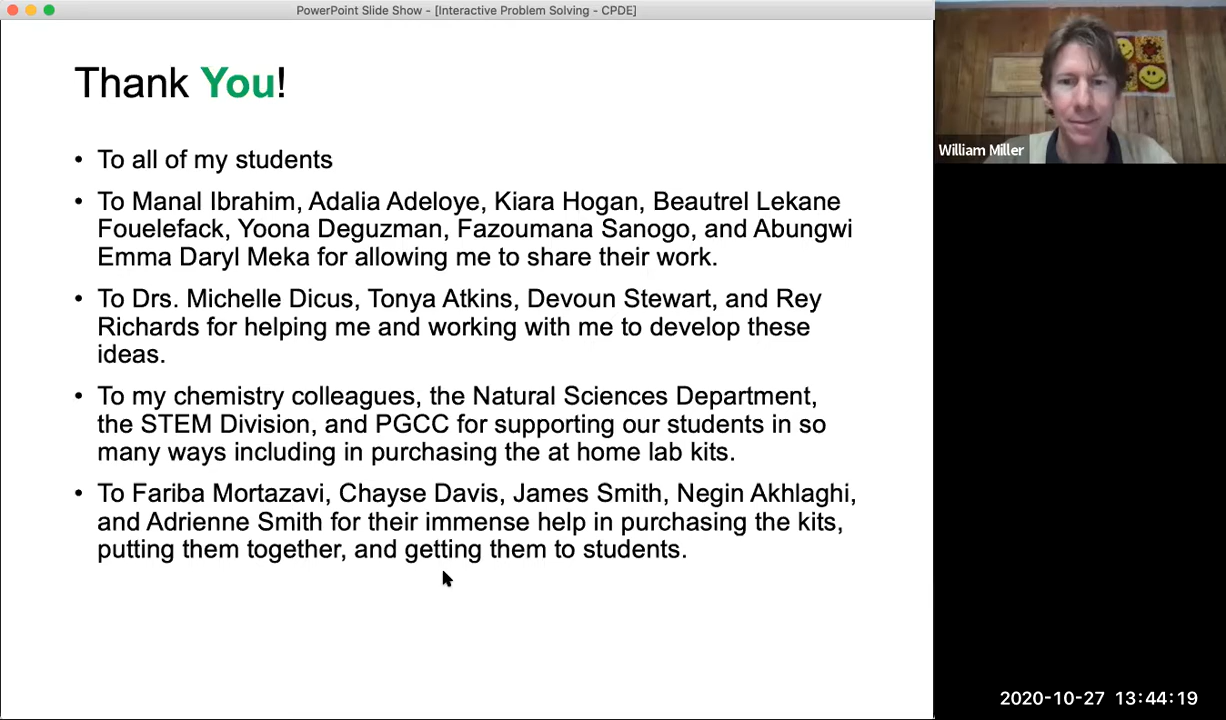 PowerPoint Slide Show - [Interactive Problem Solving - CPDE]
Thank You!
• To all of my students
• To Manal Ibrahim, Adalia Adeloye, Kiara Hogan, Beautrel Lekane
Fouelefack, Yoona Deguzman, Fazoumana Sanogo, and Abungwi
Emma Daryl Meka for allowing me to share their work.
• To Drs. Michelle Dicus, Tonya Atkins, Devoun Stewart, and Rey
Richards for helping me and working with me to develop these
ideas.
• To my chemistry colleagues, the Natural Sciences Department,
the STEM Division, and PGCC for supporting our students in so
many ways including in purchasing the at home lab kits.
• To Fariba Mortazavi, Chayse Davis, James Smith, Negin Akhlaghi,
and Adrienne Smith for their immense help in purchasing the kits,
putting them together, and getting them to students.
William Miller
2020-10-27 13:44:19